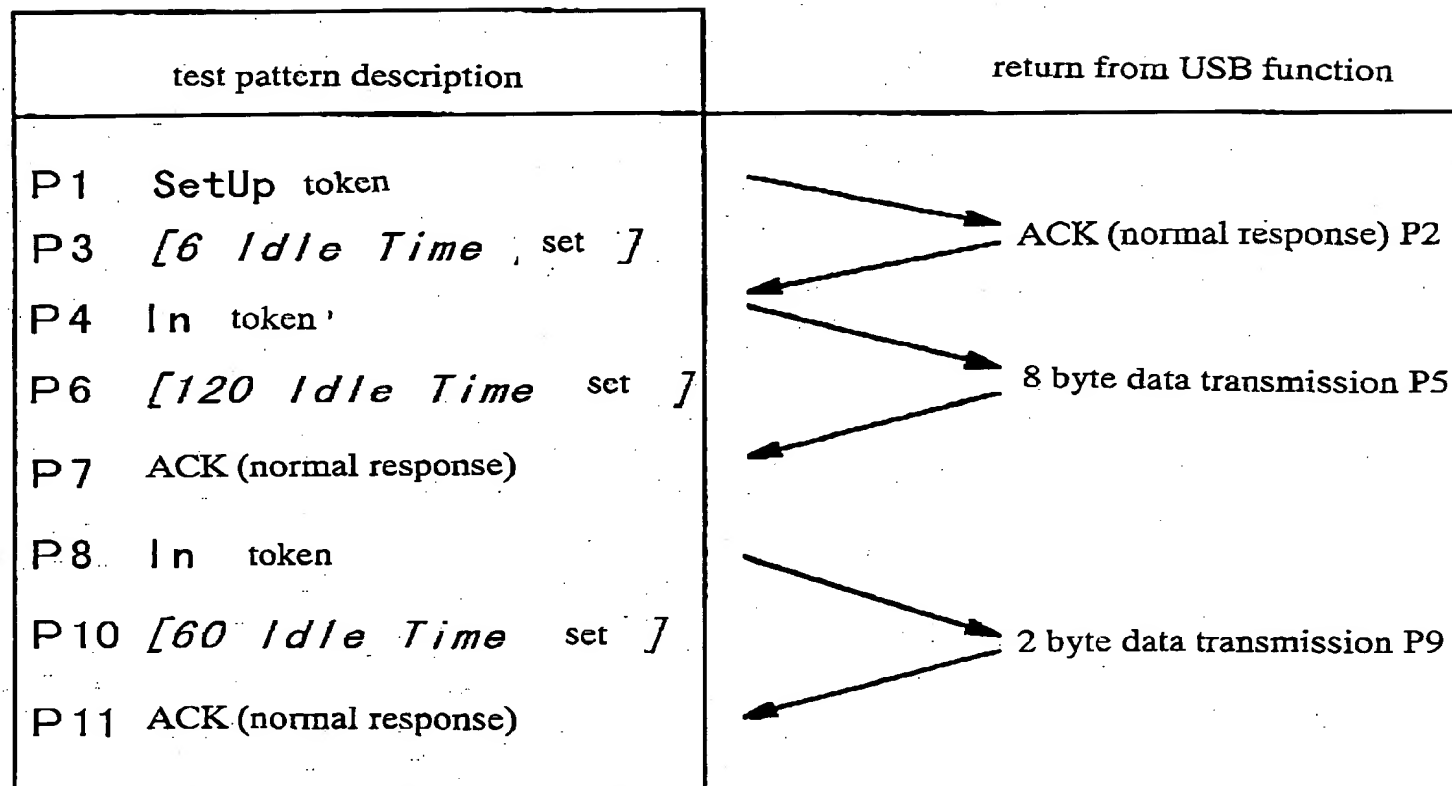 test pattern description
return from USB function
P1 SetUp token
ACK (normal response) P2
P3 [6 Idle Time set ]
P4 In token
8 byte data transmission P5
P6 [120 Idle Time set ]
P7 ACK (normal response)
P8 In token
P10 [60 Idle Time set ]
2 byte data transmission P9
P11 ACK (normal response)